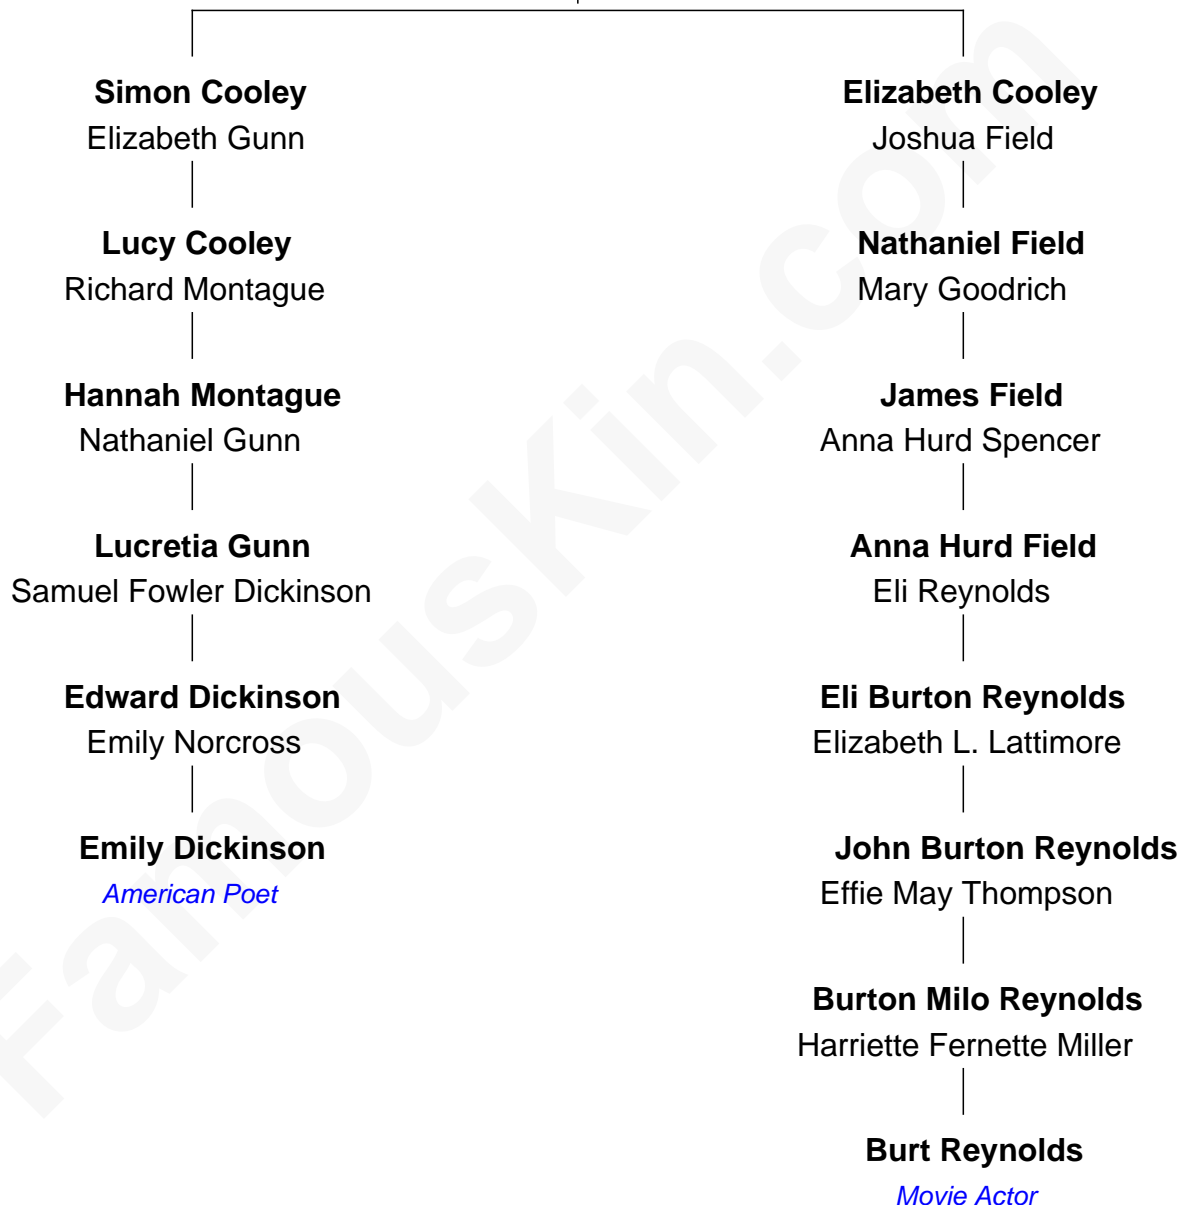 Simon Cooley
Elizabeth Gunn
Lucy Cooley
Richard Montague
Hannah Montague
Nathaniel Gunn
Lucretia Gunn
Samuel Fowler Dickinson
Edward Dickinson
Emily Norcross
Emily Dickinson
American Poet
Elizabeth Cooley
Joshua Field
Nathaniel Field
Mary Goodrich
James Field
Anna Hurd Spencer
Anna Hurd Field
Eli Reynolds
Eli Burton Reynolds
Elizabeth L. Lattimore
John Burton Reynolds
Effie May Thompson
Burton Milo Reynolds
Harriette Fernette Miller
Burt Reynolds
Movie Actor
FamousKin.com